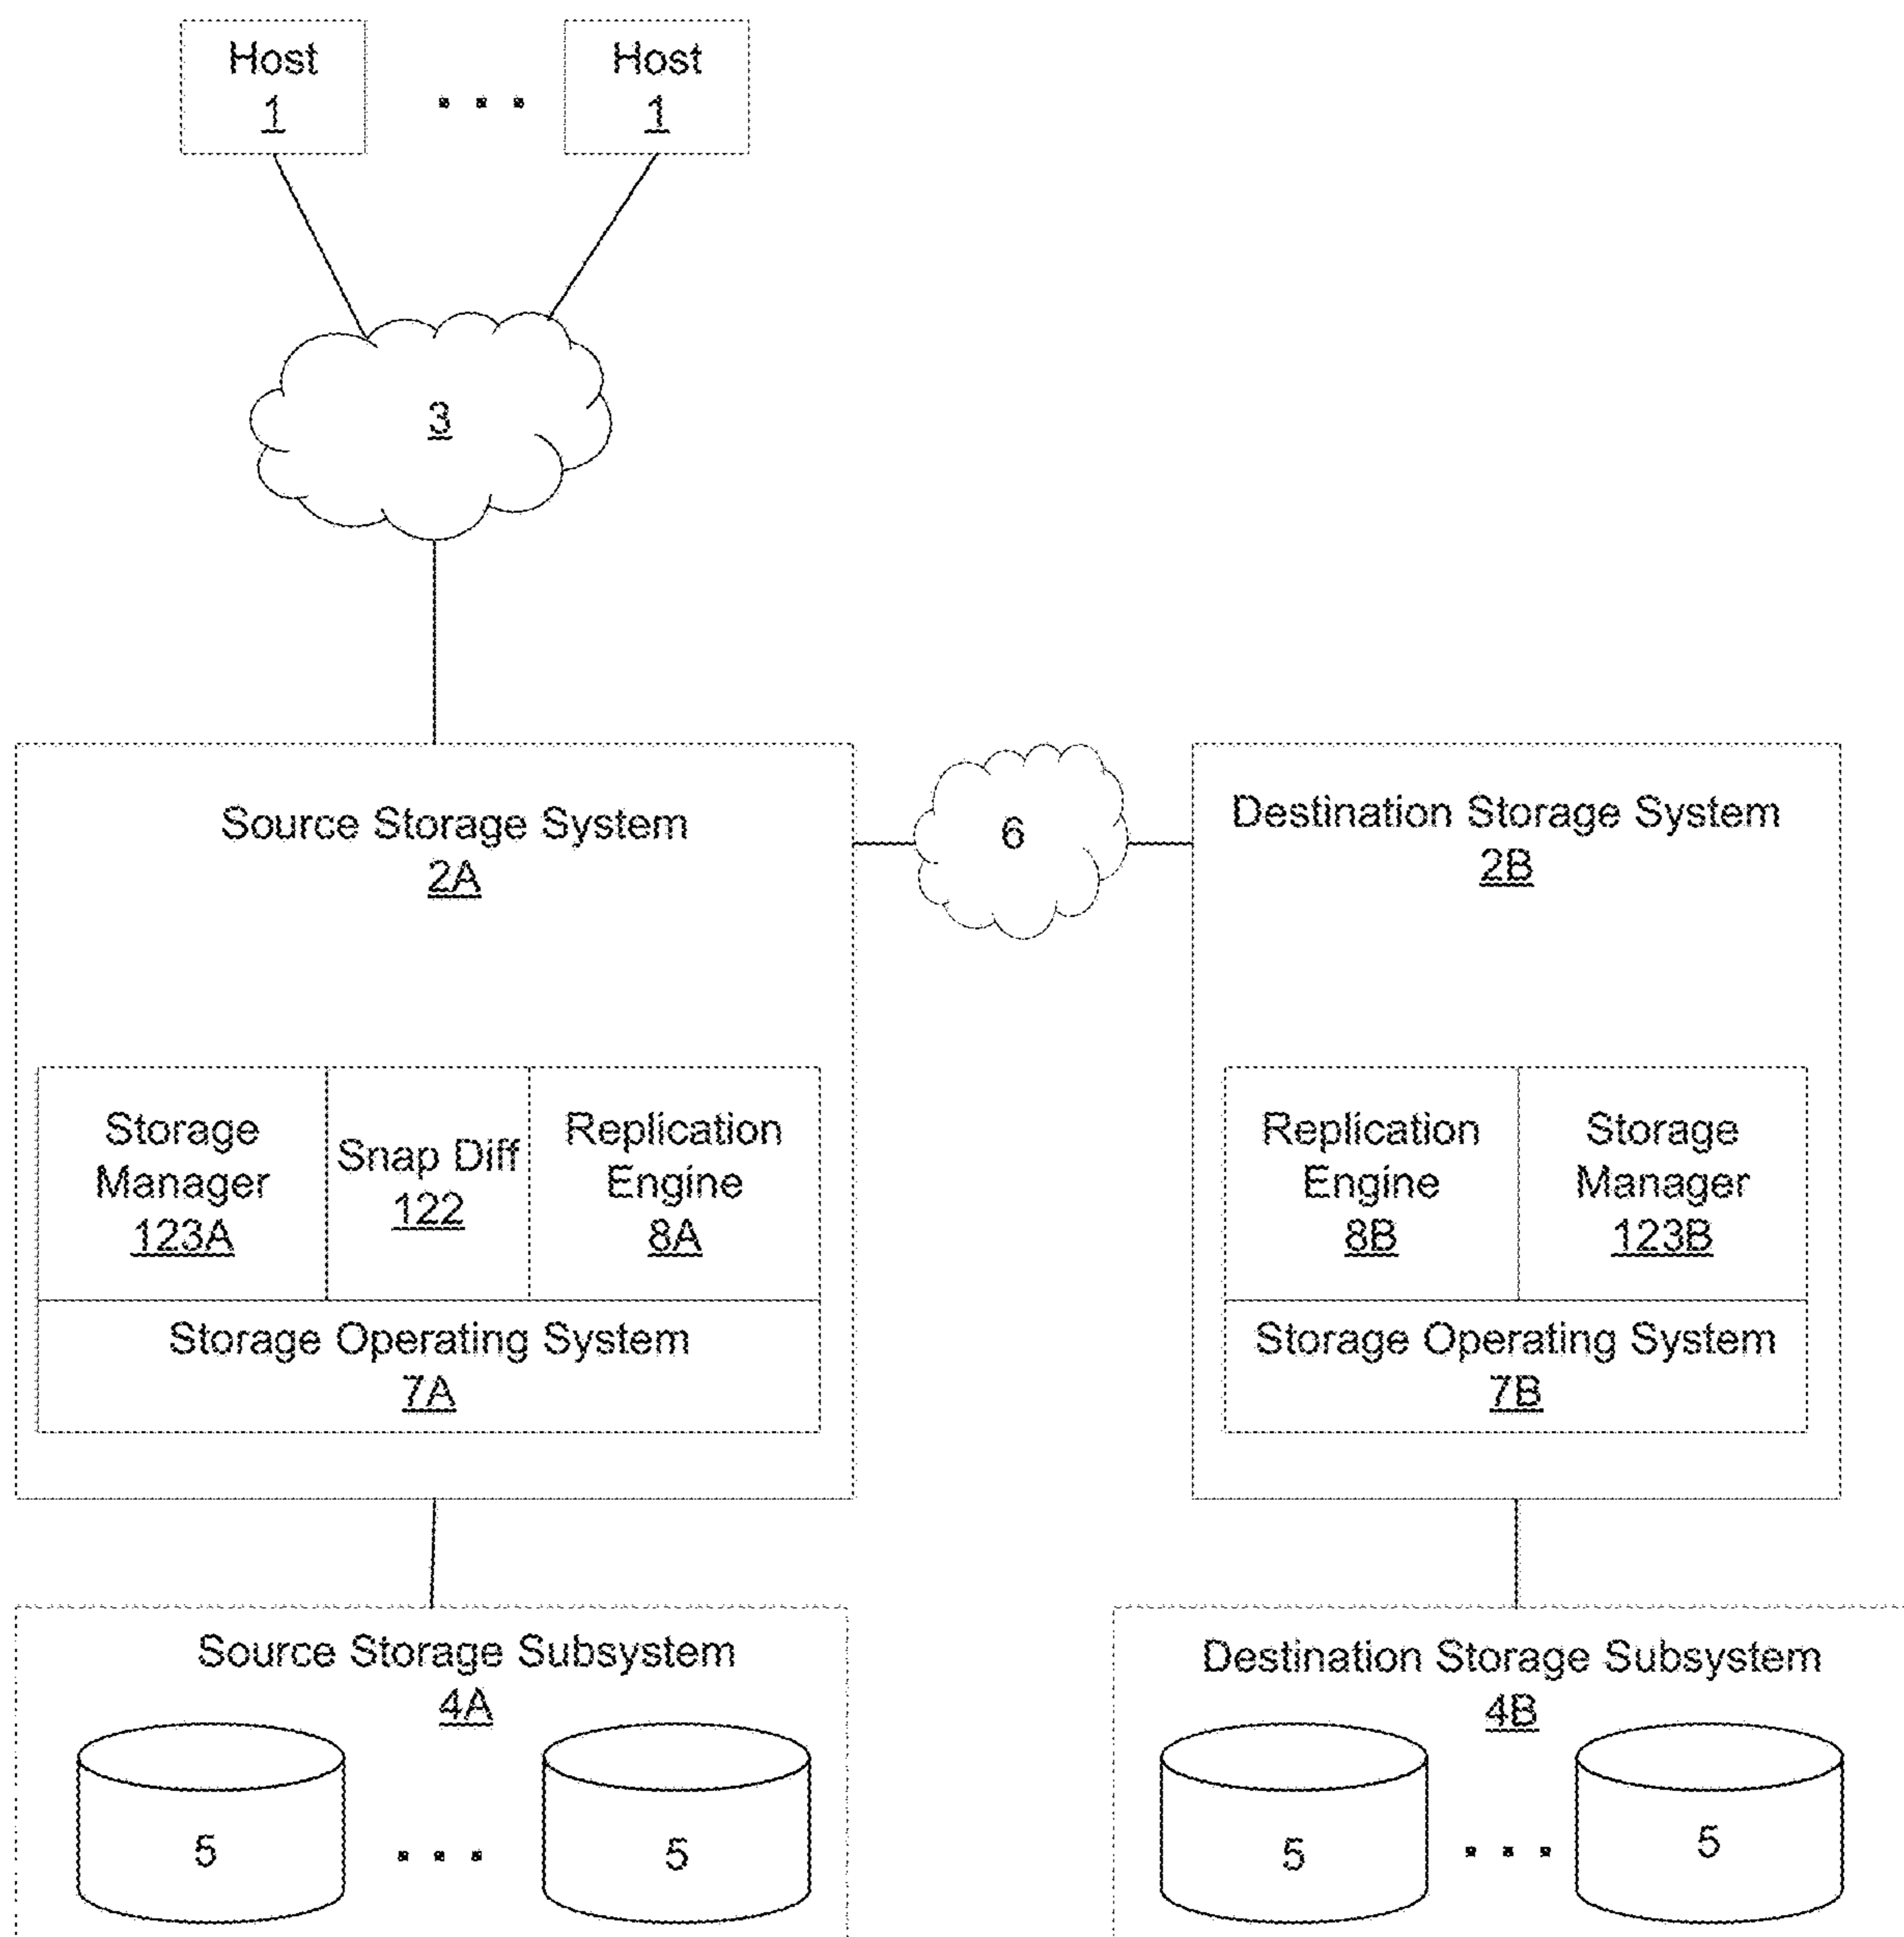 Host
1
...
Host
1
3
Source Storage System
2A
6
Destination Storage System
2B
Storage
Manager
123A
Snap Diff
122
Replication
Engine
8A
Storage Operating System
7A
Replication
Engine
8B
Storage
Manager
123B
Storage Operating System
7B
Source Storage Subsystem
4A
5
...
5
Destination Storage Subsystem
4B
5
...
5